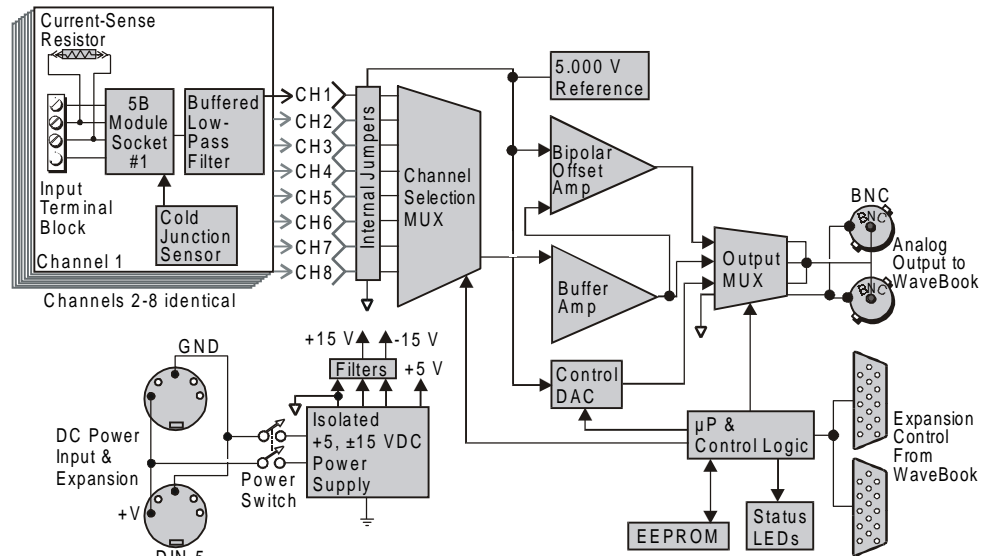 Current-Sense
Resistor
5B
Module
Socket
#1
Buffered
Low-
Pass
Filter
Input
Terminal
Block
Cold
Junction
Sensor
Channel 1
Channels 2-8 identical
CH1
CH2
CH3
CH4
CH5
CH6
CH7
CH8
Internal Jumpers
Channel
Selection
MUX
5.000 V
Reference
Bipolar
Offset
Amp
Buffer
Amp
Output
MUX
BNC
BNC
BNC
Analog
Output to
WaveBook
Control
DAC
µP &
Control Logic
Expansion
Control
From
WaveBook
EEPROM
Status
LEDs
+15 V
-15 V
Filters
+5 V
GND
DC Power
Input &
Expansion
+V
Power
Switch
Isolated
+5, ±15 VDC
Power
Supply
DIN-5